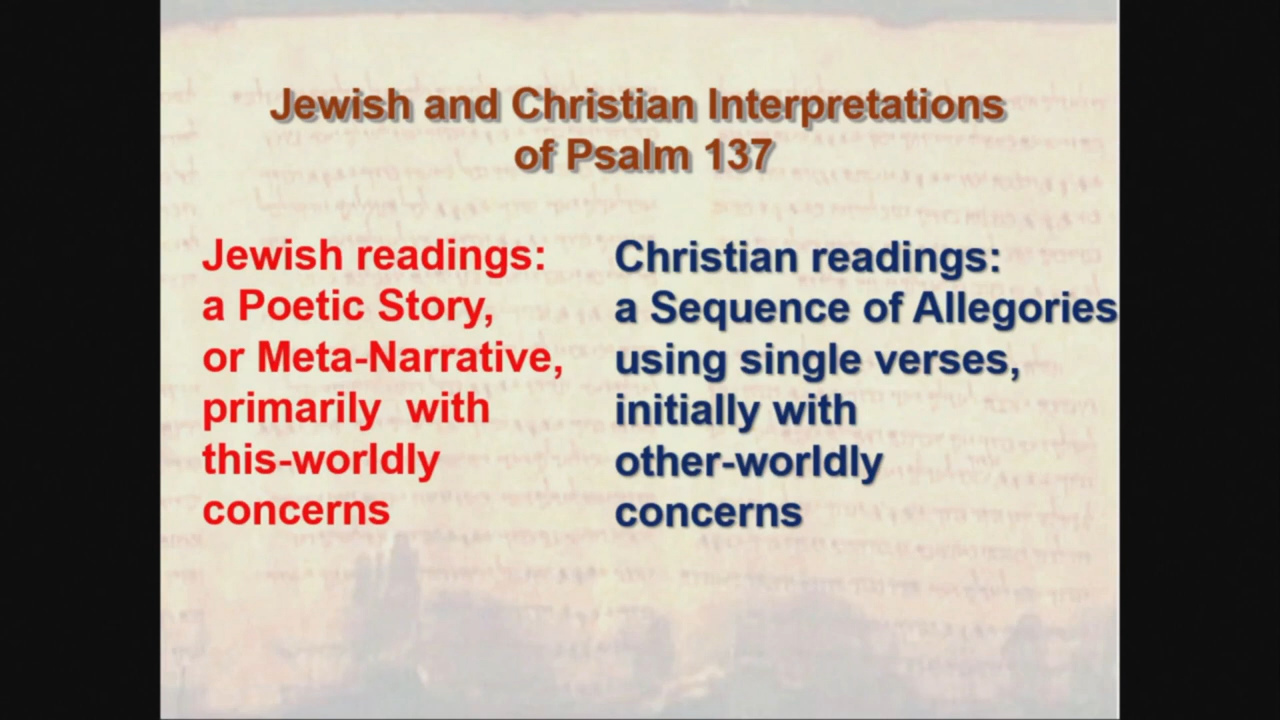 Jewish and Christian Interpretations
of Psalm 137
Jewish readings:
a Poetic Story,
or Meta-Narrative,
primarily with
this-worldly
concerns
Christian readings:
a Sequence of Allegories
using single verses,
initially with
other-worldly
concerns